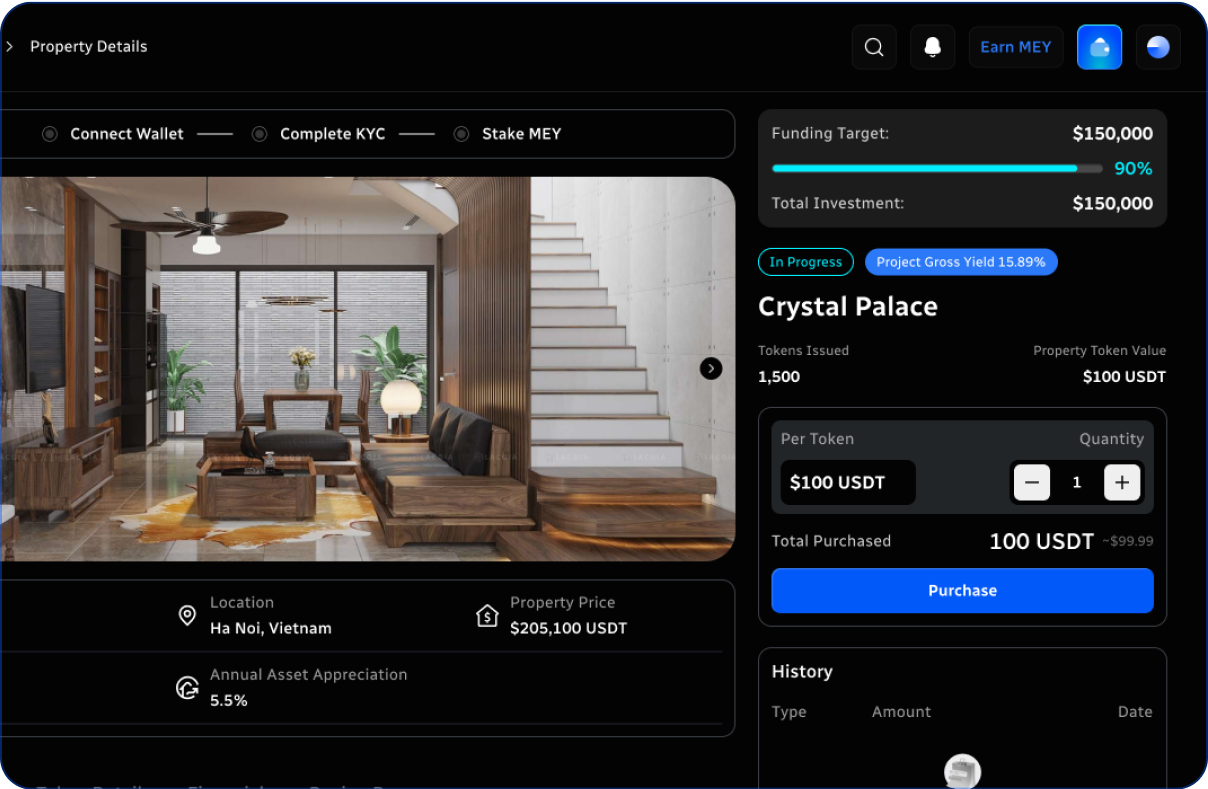 Property Details
Earn MEY
Connect Wallet
Complete KYC
Stake MEY
Funding Target:
$150,000
90%
Total Investment:
$150,000
In Progress
Project Gross Yield 15.89%
Crystal Palace
Tokens Issued
Property Token Value
1,500
$100 USDT
Per Token
Quantity
$100 USDT
1
Total Purchased
100 USDT ~$99.99
Purchase
Location
Ha Noi, Vietnam
Property Price
$205,100 USDT
Annual Asset Appreciation
5.5%
History
Type
Amount
Date